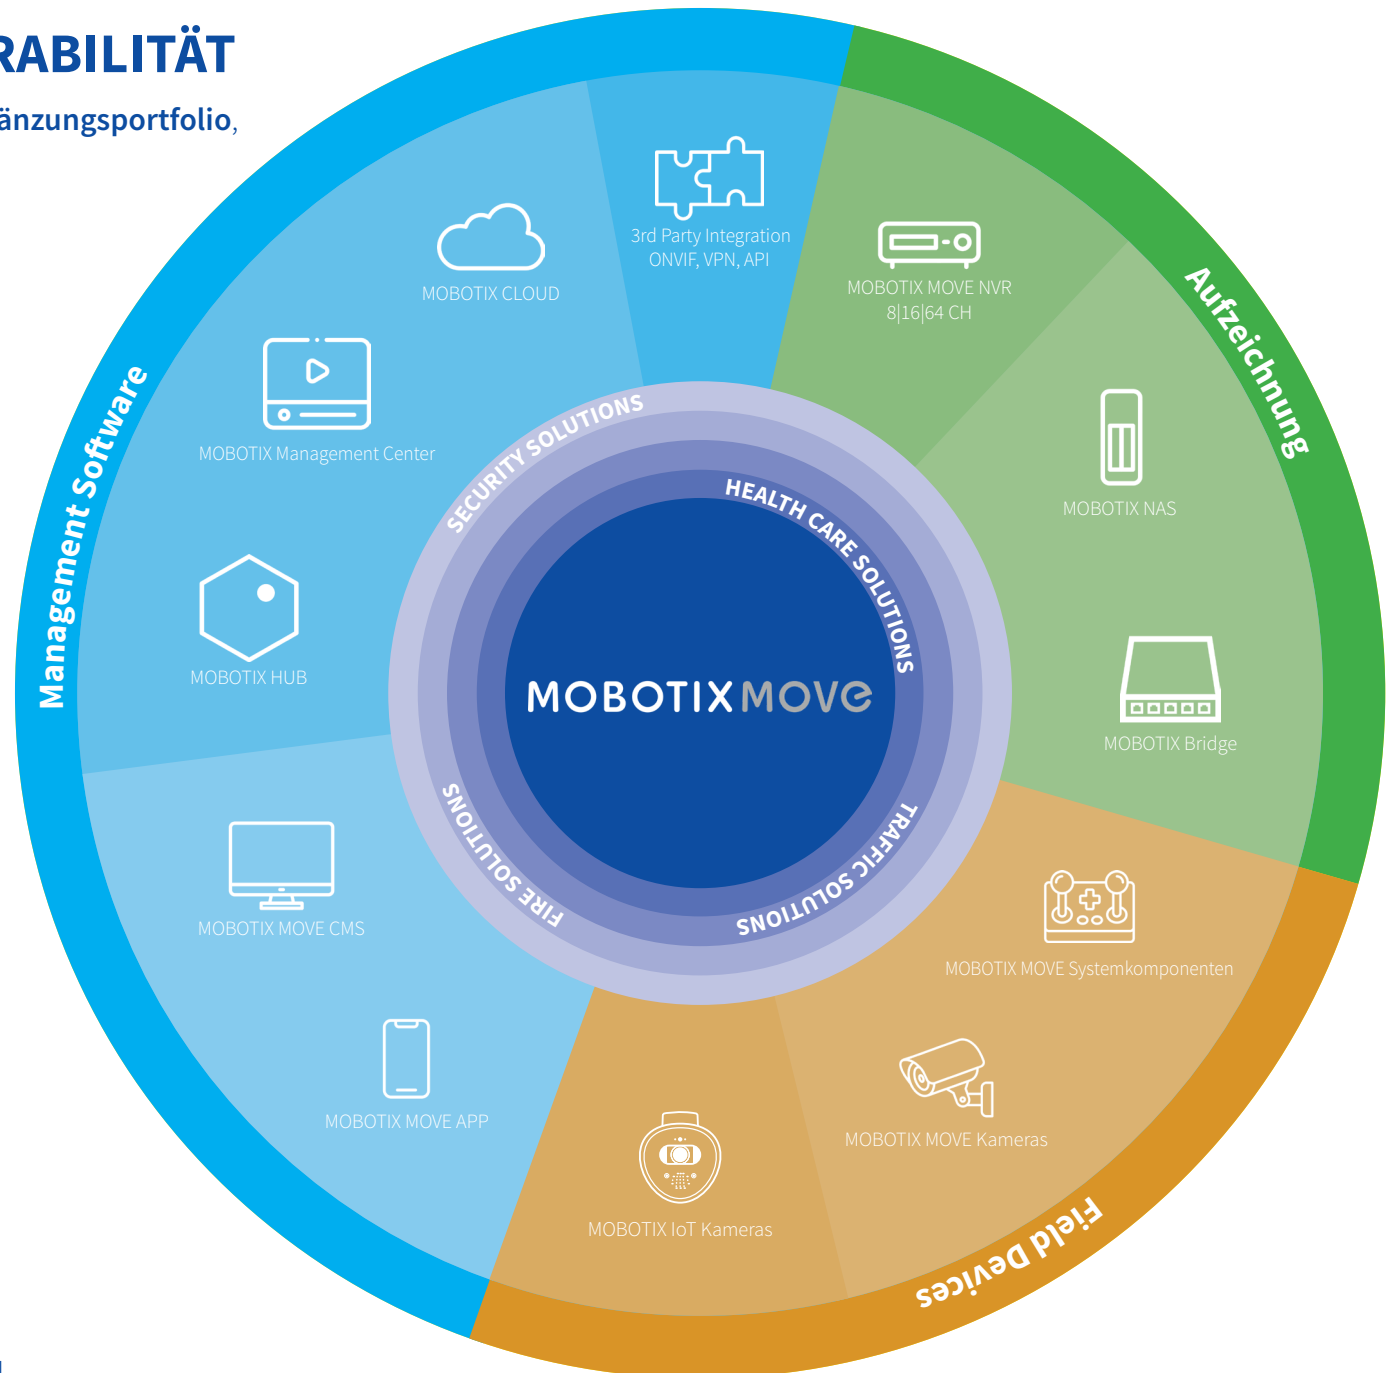 RABILITÄT
änzungsportfolio,
3rd Party Integration
ONVIF, VPN, API
MOBOTIX MOVE NVR
8|16|64 CH
MOBOTIX CLOUD
Aufzeichnung
MOBOTIX Management Center
Management Software
MOBOTIX NAS
SECURITY SOLUTIONS
HEALTH CARE SOLUTIONS
MOBOTIX HUB
MOBOTIX MOVE
MOBOTIX Bridge
FIRE SOLUTIONS
TRAFFIC SOLUTIONS
MOBOTIX MOVE CMS
MOBOTIX MOVE Systemkomponenten
MOBOTIX MOVE APP
MOBOTIX MOVE Kameras
MOBOTIX IoT Kameras
Field Devices